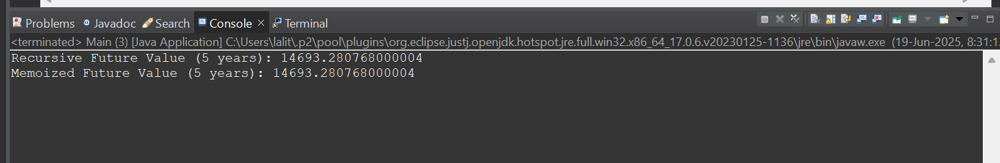 Problems @ Javadoc Search Console Terminal
<terminated> Main (3) [Java Application] C:\Users\lalit\.p2\pool\plugins\org.eclipse.justj.openjdk.hotspot.jre.full.win32.x86_64_17.0.6.v20230125-1136\jre\bin\javaw.exe (19-Jun-2025, 8:31:1
Recursive Future Value (5 years): 14693.280768000004
Memoized Future Value (5 years): 14693.280768000004